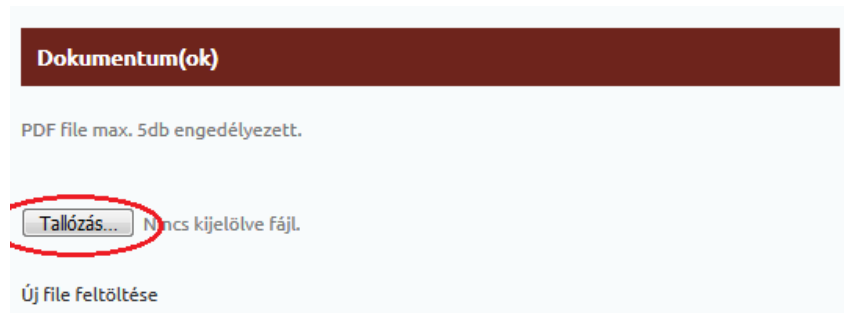 Dokumentum(ok)
PDF file max. 5db engedélyezett.
Tallózás... Nincs kijelölve fájl.
Új file feltöltése